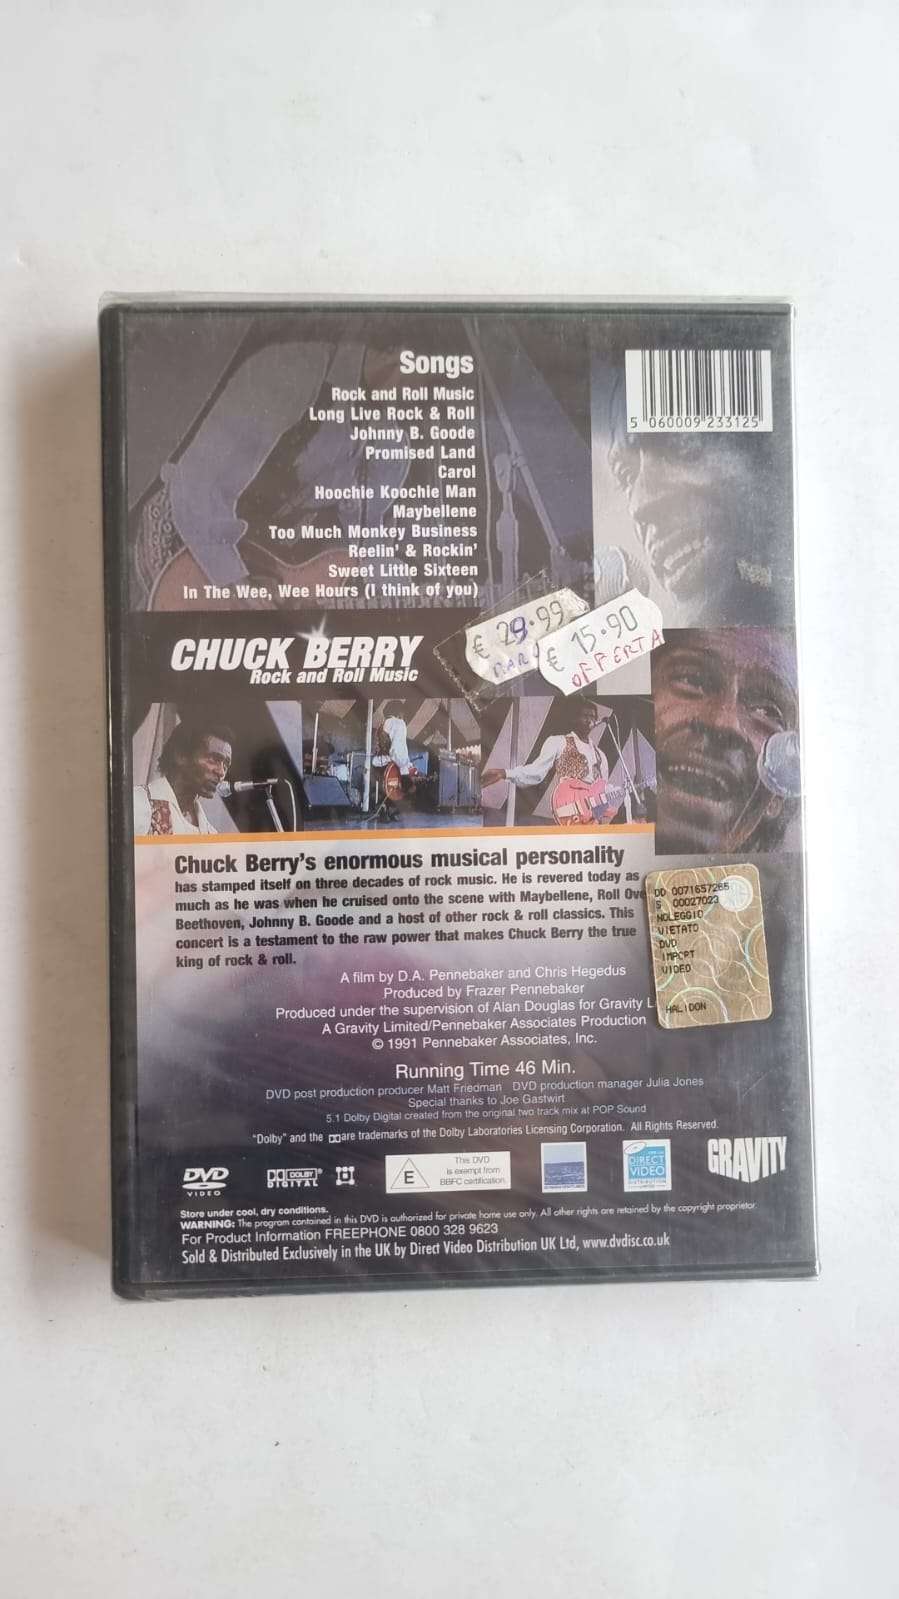 Songs
Rock and Roll Music
Long Live Rock & Roll
Johnny B. Goode
Promised Land
Carol
Hoochie Koochie Man
Maybellene
Too Much Monkey Business
Reelin' & Rockin'
Sweet Little Sixteen
In The Wee, Wee Hours (I think of you)
5 060009 233125
€ 29.99
€ 15.90
OFFERTA
CHUCK BERRY
Rock and Roll Music
Chuck Berry's enormous musical personality
has stamped itself on three decades of rock music. He is revered today as
much as he was when he cruised onto the scene with Maybellene, Roll Ove
Beethoven, Johnny B. Goode and a host of other rock & roll classics. This
concert is a testament to the raw power that makes Chuck Berry the true
king of rock & roll.
DD 0071657265
S 00027023
NOLEGGIO
VIETATO
DVD
IMPORT
VIDEO
HALIDON
A film by D.A. Pennebaker and Chris Hegedus
Produced by Frazer Pennebaker
Produced under the supervision of Alan Douglas for Gravity L
A Gravity Limited/Pennebaker Associates Production
© 1991 Pennebaker Associates, Inc.
Running Time 46 Min.
DVD post production producer Matt Friedman DVD production manager Julia Jones
Special thanks to Joe Gastwirt
5.1 Dolby Digital created from the original two track mix at POP Sound
"Dolby" and the are trademarks of the Dolby Laboratories Licensing Corporation. All Rights Reserved.
DVD
VIDEO
DOLBY
DIGITAL
E
This DVD
is exempt from
BBFC certification.
DIRECT
VIDEO
GRAVITY
Store under cool, dry conditions.
WARNING: The program contained in this DVD is authorized for private home use only. All other rights are retained by the copyright proprietor.
For Product Information FREEPHONE 0800 328 9623
Sold & Distributed Exclusively in the UK by Direct Video Distribution UK Ltd, www.dvdisc.co.uk